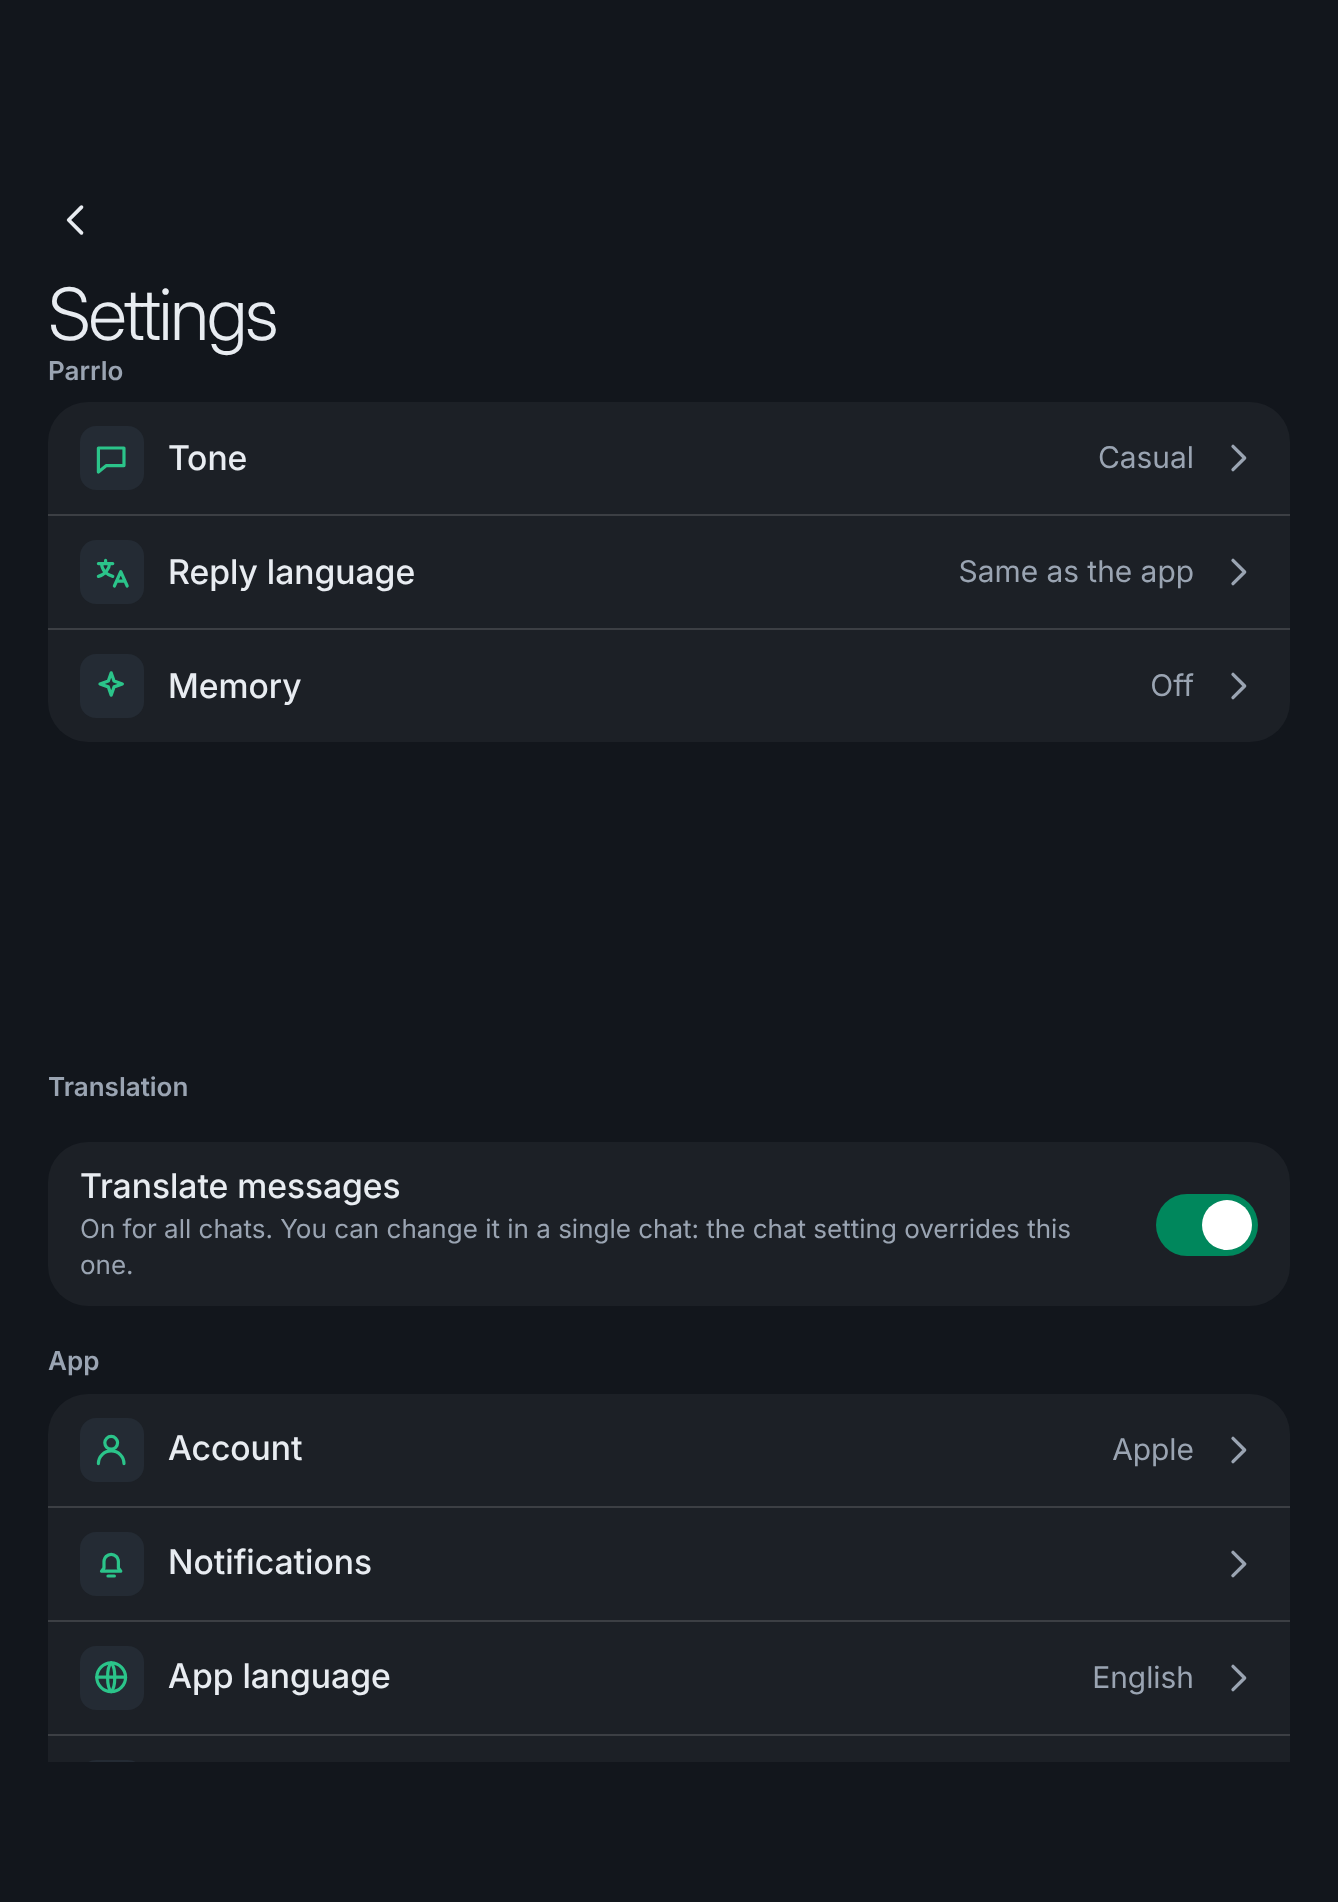 Settings
Parrlo
Tone
Casual
Reply language
Same as the app
Memory
Off
Translation
Translate messages
On for all chats. You can change it in a single chat: the chat setting overrides this
one.
App
Account
Apple
Notifications
App language
English